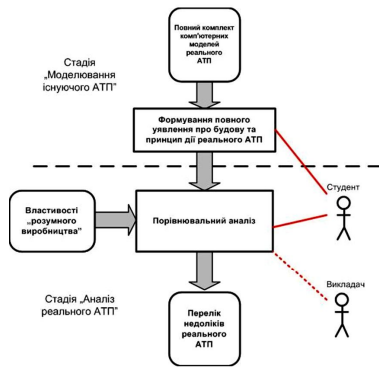 Повний комплект
комп'ютерних
моделей
реального
АТП
Стадія
„Моделювання
існуючого АТП"
Формування повного
уявлення про будову та
принцип дії реального АТП
Студент
Властивості
„розумного
виробництва"
Порівнювальний аналіз
Викладач
Стадія „Аналіз
реального АТП"
Перелік
недоліків
реального
АТП